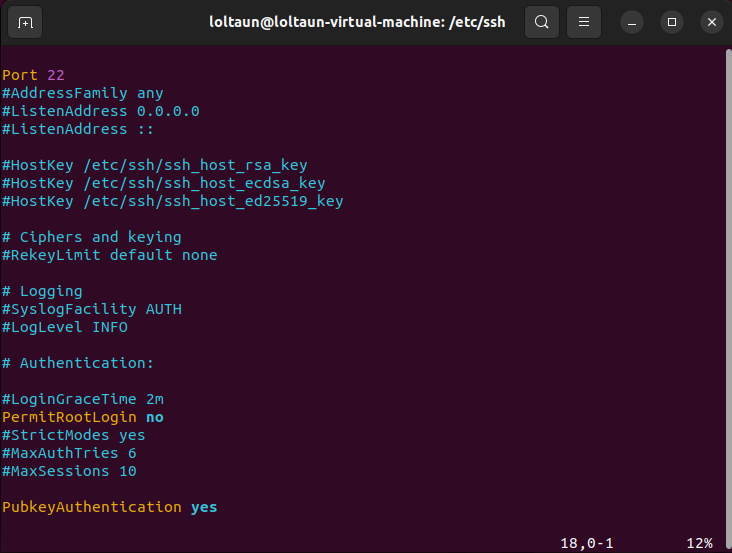 loltaun@loltaun-virtual-machine: /etc/ssh
Port 22
#AddressFamily any
#ListenAddress 0.0.0.0
#ListenAddress ::
#HostKey /etc/ssh/ssh_host_rsa_key
#HostKey /etc/ssh/ssh_host_ecdsa_key
#HostKey /etc/ssh/ssh_host_ed25519_key
# Ciphers and keying
#RekeyLimit default none
# Logging
#SyslogFacility AUTH
#LogLevel INFO
# Authentication:
#LoginGraceTime 2m
PermitRootLogin no
#StrictModes yes
#MaxAuthTries 6
#MaxSessions 10
PubkeyAuthentication yes
18,0-1 12%